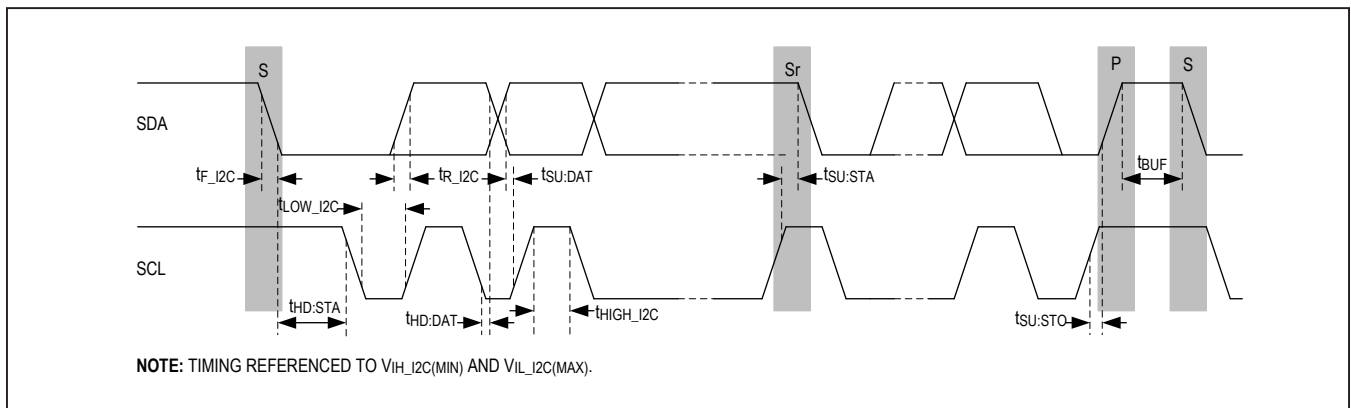 S
Sr
P
S
SDA
tF_I2C
tR_I2C
tSU:DAT
tSU:STA
tBUF
tLOW_I2C
SCL
tHD:STA
tHD:DAT
tHIGH_I2C
tSU:STO
NOTE: TIMING REFERENCED TO VIH_I2C(MIN) AND VIL_I2C(MAX).